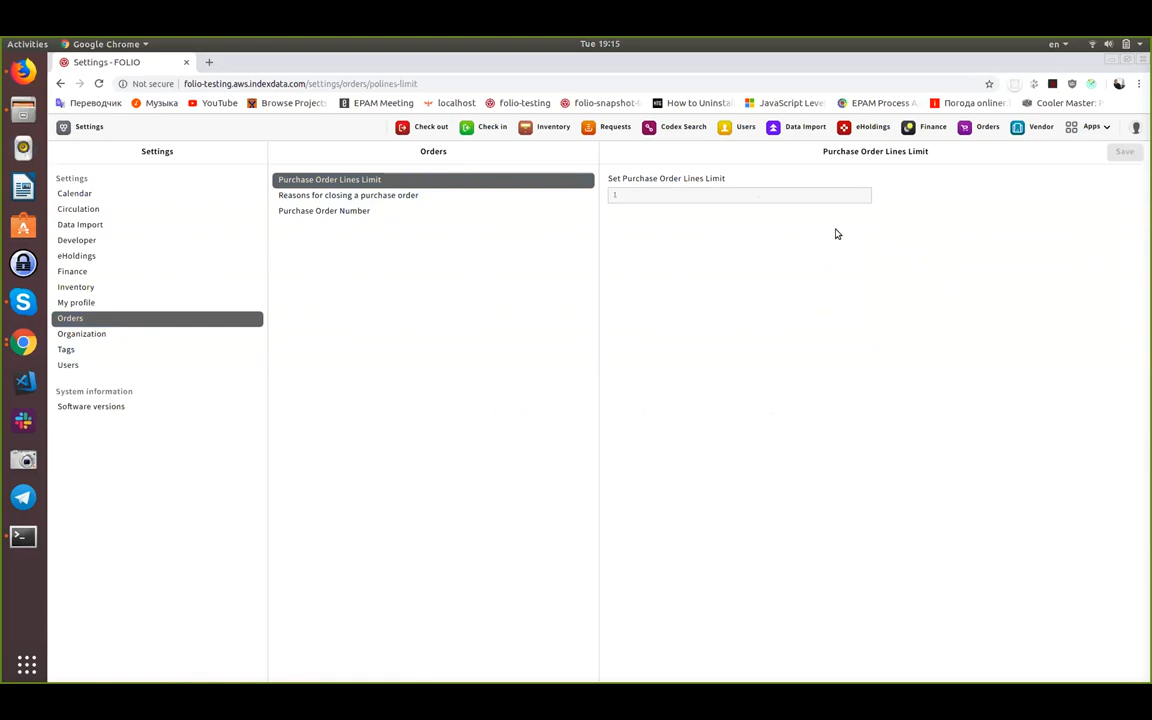 Activities
Google Chrome
Tue 19:15
en
Settings - FOLIO
Not secure
folio-testing.aws.indexdata.com/settings/orders/polines-limit
Переводчик
Музыка
YouTube
Browse Projects
EPAM Meeting
localhost
folio-testing
folio-snapshot-
How to Uninstal
JavaScript Leve
EPAM Process A
Погода online.
Cooler Master:
Settings
Check out
Check in
Inventory
Requests
Codex Search
Users
Data Import
eHoldings
Finance
Orders
Vendor
Apps
Settings
Orders
Purchase Order Lines Limit
Save
Settings
Calendar
Circulation
Data Import
Developer
eHoldings
Finance
Inventory
My profile
Orders
Organization
Tags
Users
System information
Software versions
Purchase Order Lines Limit
Reasons for closing a purchase order
Purchase Order Number
Set Purchase Order Lines Limit
1